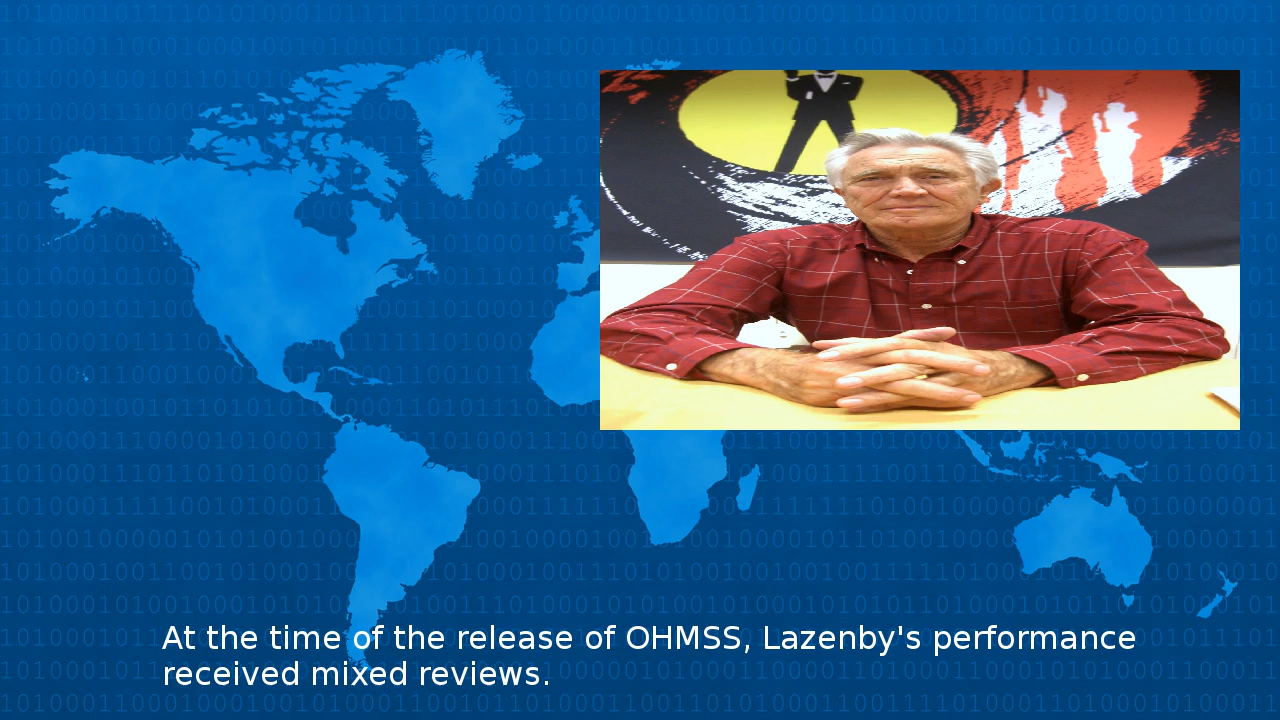 At the time of the release of OHMSS, Lazenby's performance
received mixed reviews.